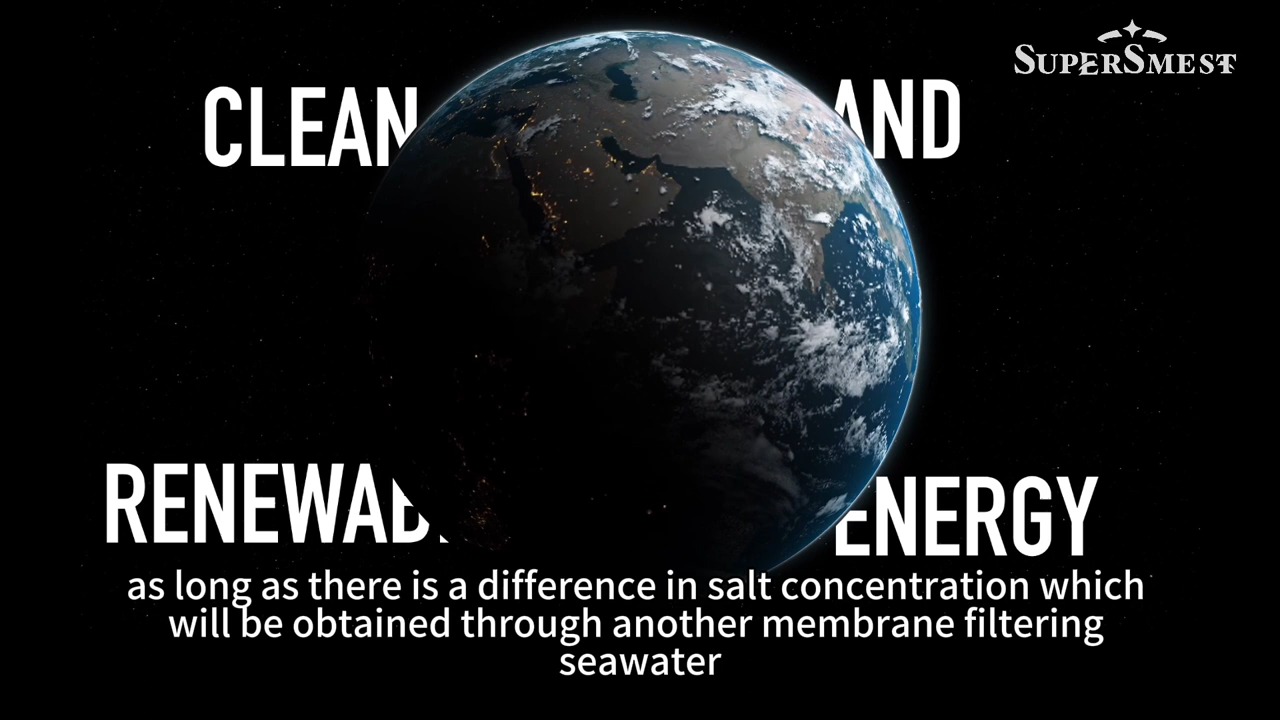 SUPERSMEST
CLEAN AND
ENERGY
as long as there is a difference in salt concentration which
will be obtained through another membrane filtering
seawater